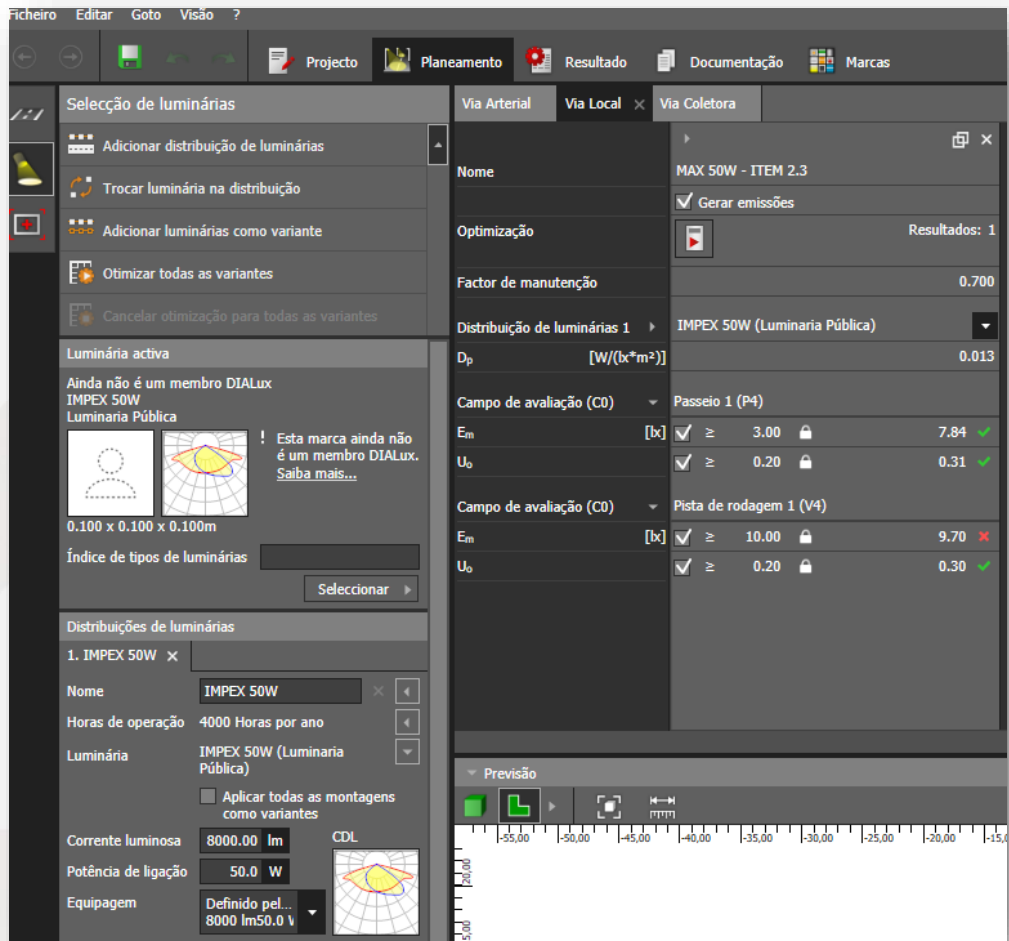 Ficheiro Editar Goto Visão ?
Projecto Planeamento Resultado Documentação Marcas
Selecção de luminárias
Adicionar distribuição de luminárias
Trocar luminária na distribuição
Adicionar luminárias como variante
Otimizar todas as variantes
Cancelar otimização para todas as variantes
Luminária activa
Ainda não é um membro DIALux
IMPEX 50W
Luminaria Pública
! Esta marca ainda não
é um membro DIALux.
Saiba mais...
0.100 x 0.100 x 0.100m
Índice de tipos de luminárias
Seleccionar
Distribuições de luminárias
1. IMPEX 50W
Nome IMPEX 50W
Horas de operação 4000 Horas por ano
Luminária IMPEX 50W (Luminaria
Pública)
Aplicar todas as montagens
como variantes
Corrente luminosa 8000.00 lm CDL
Potência de ligação 50.0 W
Equipagem Definido pel...
8000 lm50.0 W
Via Arterial Via Local Via Coletora
Nome MAX 50W - ITEM 2.3
Gerar emissões
Optimização Resultados: 1
Factor de manutenção 0.700
Distribuição de luminárias 1 IMPEX 50W (Luminaria Pública)
Dp [W/(lx*m²)] 0.013
Campo de avaliação (C0) Passeio 1 (P4)
Em [lx] ≥ 3.00 7.84
Uo ≥ 0.20 0.31
Campo de avaliação (C0) Pista de rodagem 1 (V4)
Em [lx] ≥ 10.00 9.70
Uo ≥ 0.20 0.30
Previsão
-55,00 -50,00 -45,00 -40,00 -35,00 -30,00 -25,00 -20,00 -15,0
20,00
5,00